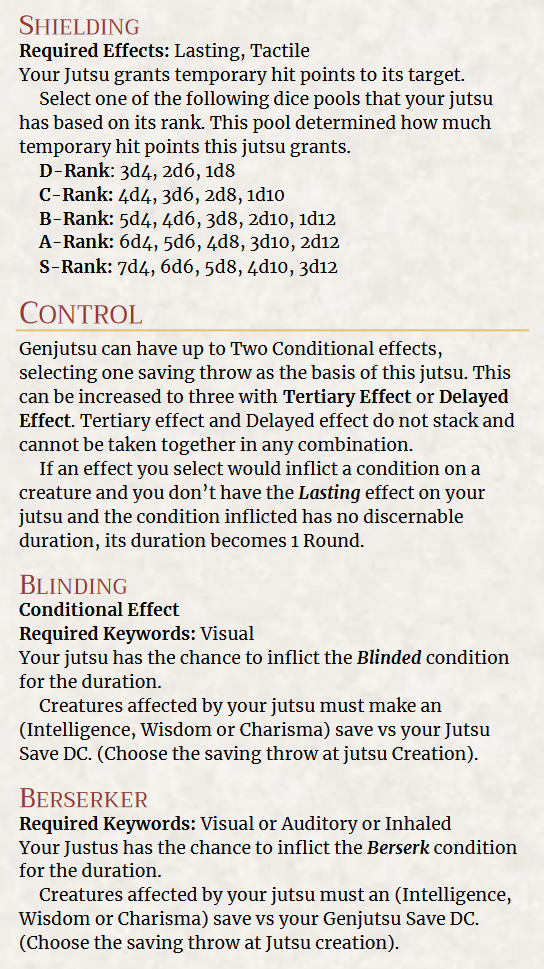 SHIELDING
Required Effects: Lasting, Tactile
Your Jutsu grants temporary hit points to its target.
Select one of the following dice pools that your jutsu
has based on its rank. This pool determined how much
temporary hit points this jutsu grants.
D-Rank: 3d4, 2d6, 1d8
C-Rank: 4d4, 3d6, 2d8, 1d10
B-Rank: 5d4, 4d6, 3d8, 2d10, 1d12
A-Rank: 6d4, 5d6, 4d8, 3d10, 2d12
S-Rank: 7d4, 6d6, 5d8, 4d10, 3d12
CONTROL
Genjutsu can have up to Two Conditional effects,
selecting one saving throw as the basis of this jutsu. This
can be increased to three with Tertiary Effect or Delayed
Effect. Tertiary effect and Delayed effect do not stack and
cannot be taken together in any combination.
If an effect you select would inflict a condition on a
creature and you don't have the Lasting effect on your
jutsu and the condition inflicted has no discernable
duration, its duration becomes 1 Round.
BLINDING
Conditional Effect
Required Keywords: Visual
Your jutsu has the chance to inflict the Blinded condition
for the duration.
Creatures affected by your jutsu must make an
(Intelligence, Wisdom or Charisma) save vs your Jutsu
Save DC. (Choose the saving throw at jutsu Creation).
BERSERKER
Required Keywords: Visual or Auditory or Inhaled
Your Justus has the chance to inflict the Berserk condition
for the duration.
Creatures affected by your jutsu must an (Intelligence,
Wisdom or Charisma) save vs your Genjutsu Save DC.
(Choose the saving throw at Jutsu creation).